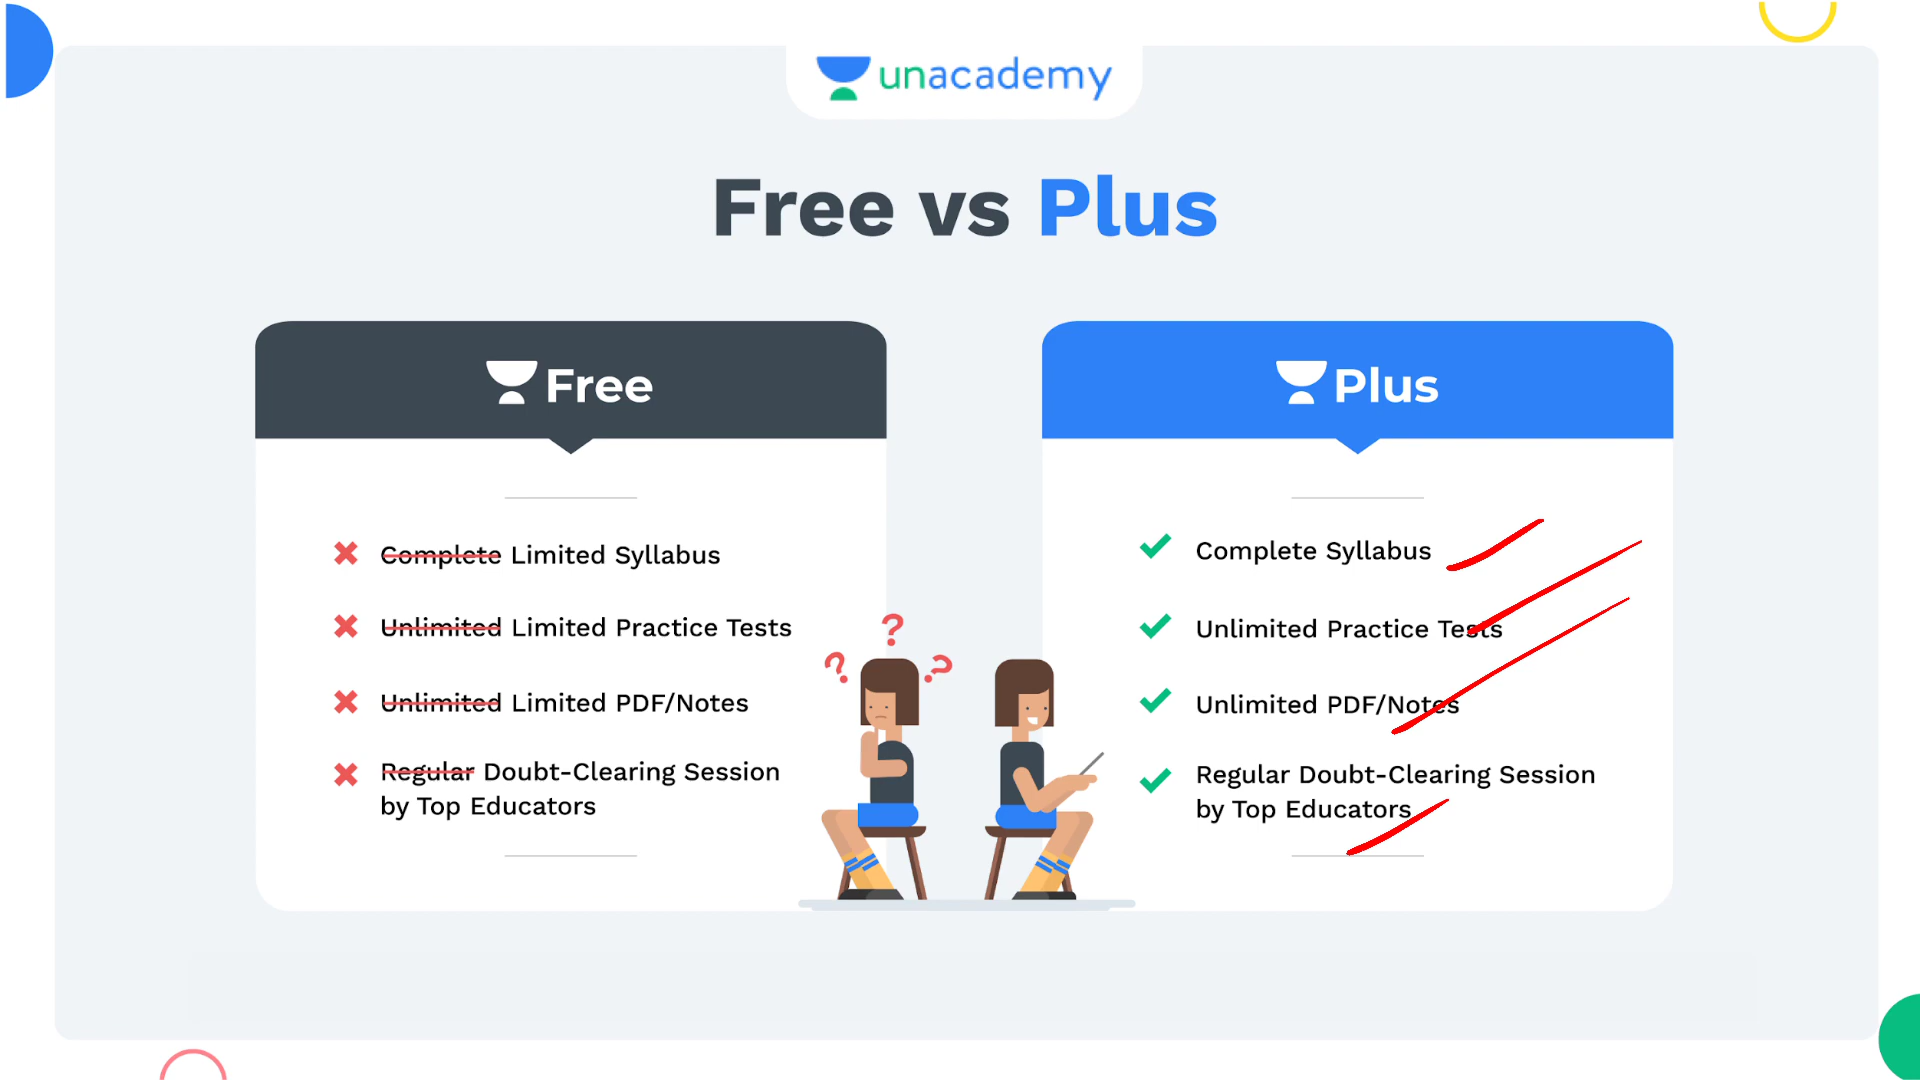 unacademy
Free vs Plus
Free
Complete Limited Syllabus
Unlimited Limited Practice Tests
Unlimited Limited PDF/Notes
Regular Doubt-Clearing Session
by Top Educators
? ? ?
Plus
Complete Syllabus
Unlimited Practice Tests
Unlimited PDF/Notes
Regular Doubt-Clearing Session
by Top Educators